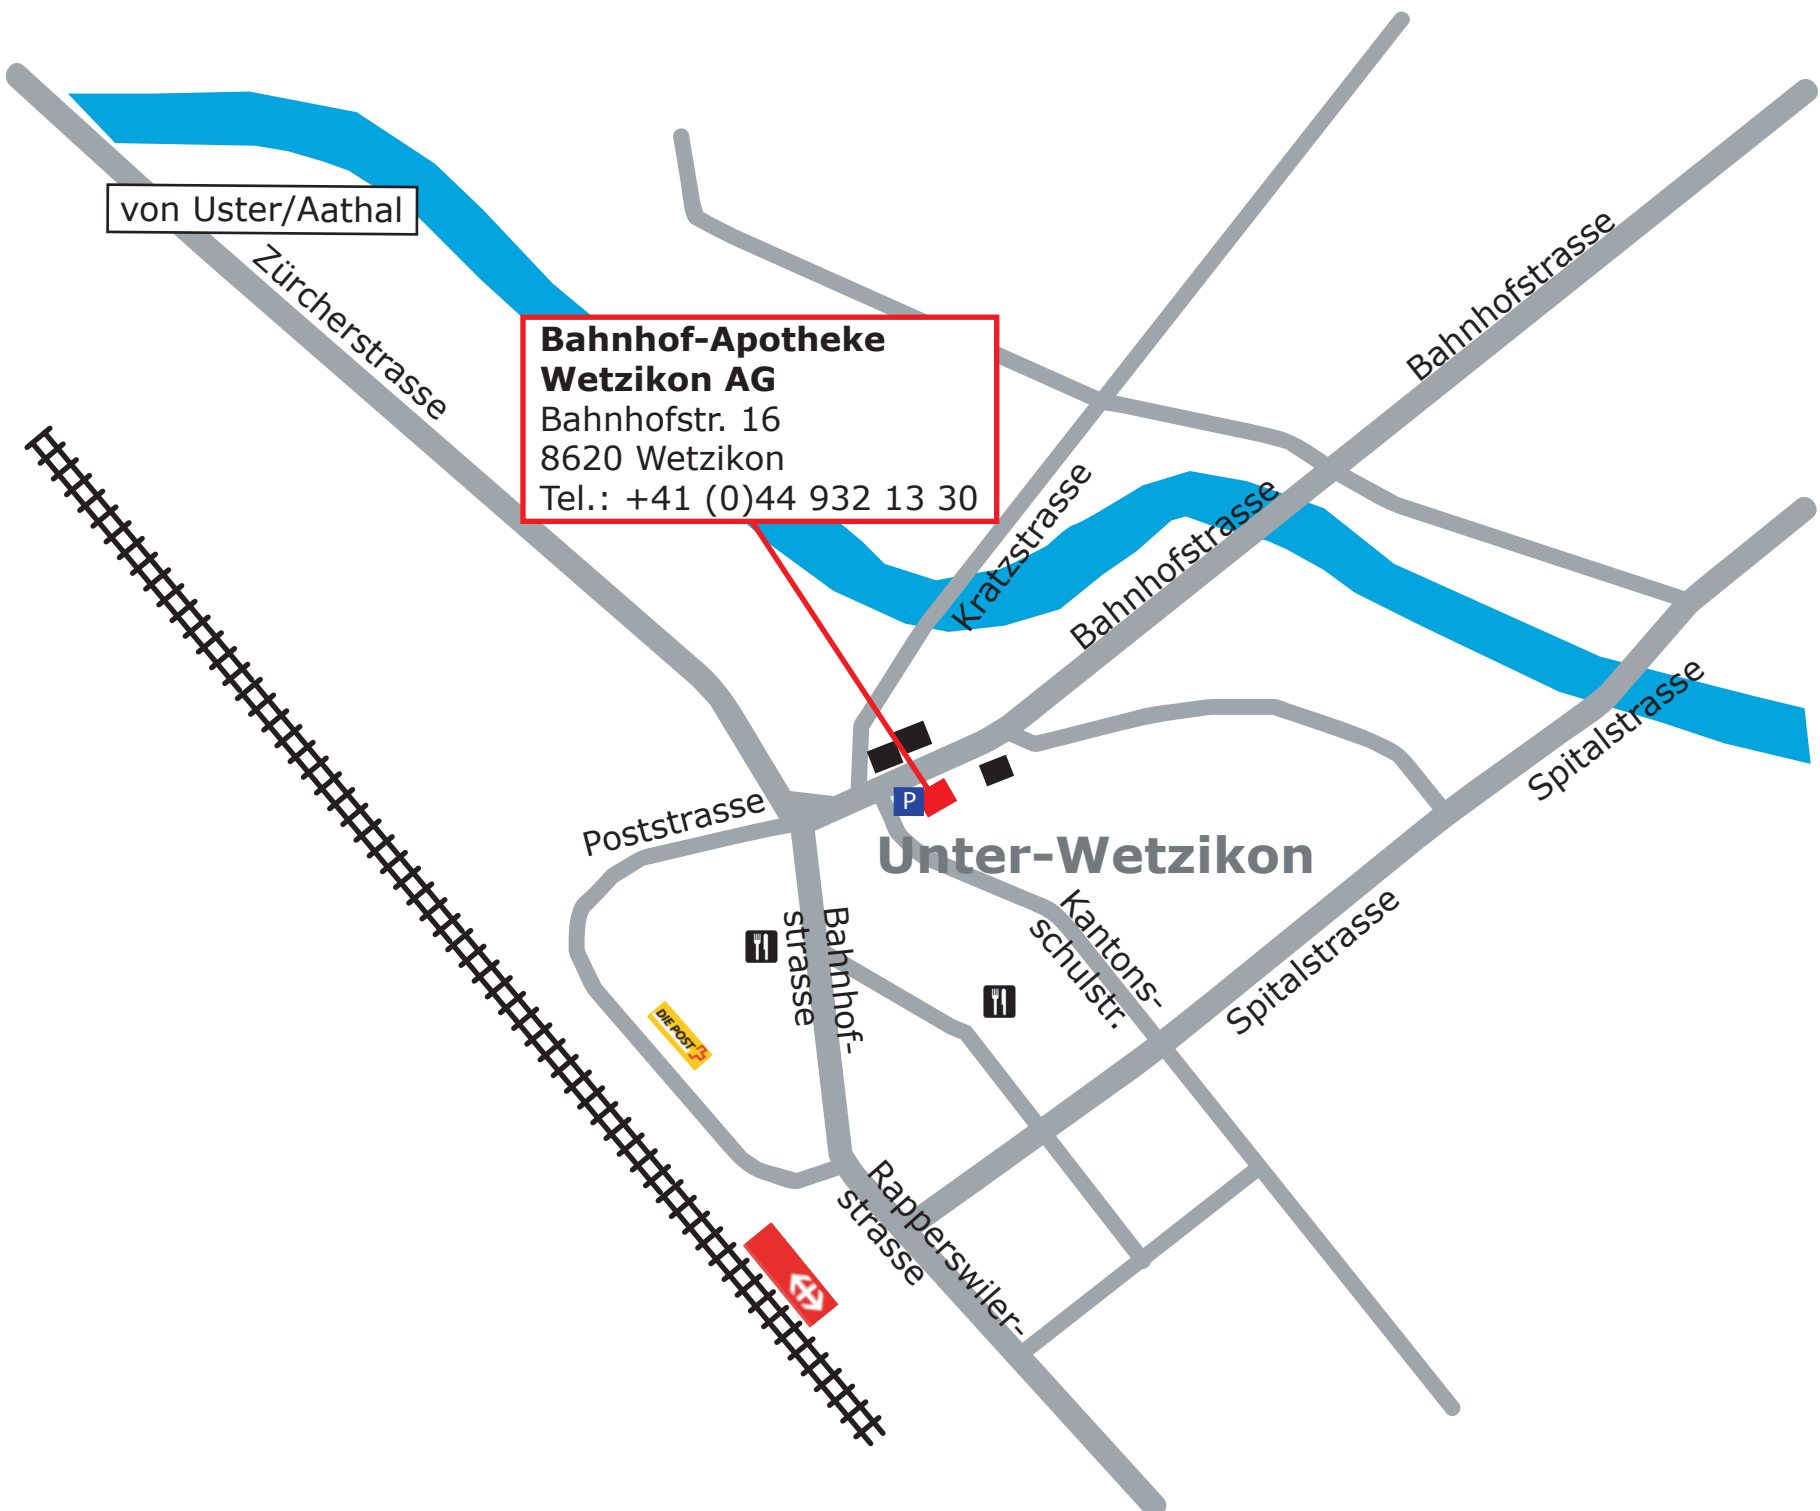 von Uster/Aathal
Zürcherstrasse
Bahnhofstrasse
Bahnhof-Apotheke
Wetzikon AG
Bahnhofstr. 16
8620 Wetzikon
Tel.: +41 (0)44 932 13 30
Kratzstrasse
Bahnhofstrasse
Spitalstrasse
Poststrasse
P
Unter-Wetzikon
Bahnhof-
strasse
Kantons-
schulstr.
Spitalstrasse
DIE POST
Rapperswiler-
strasse